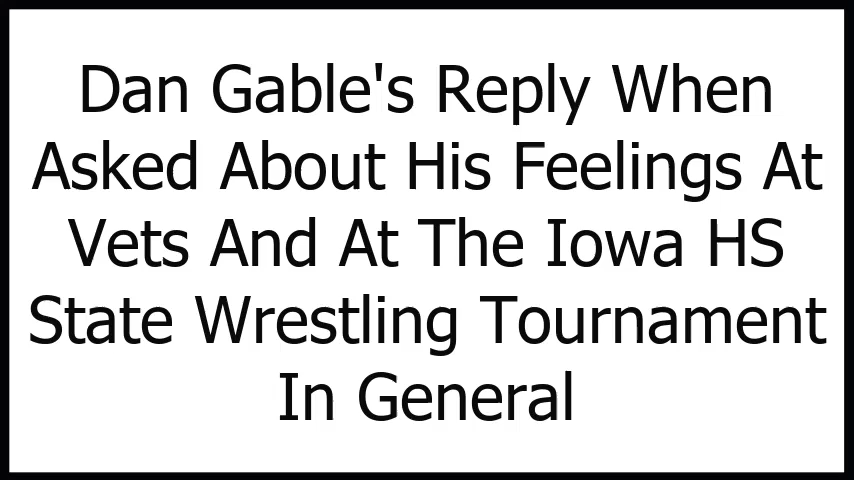 Dan Gable's Reply When
Asked About His Feelings At
Vets And At The Iowa HS
State Wrestling Tournament
In General